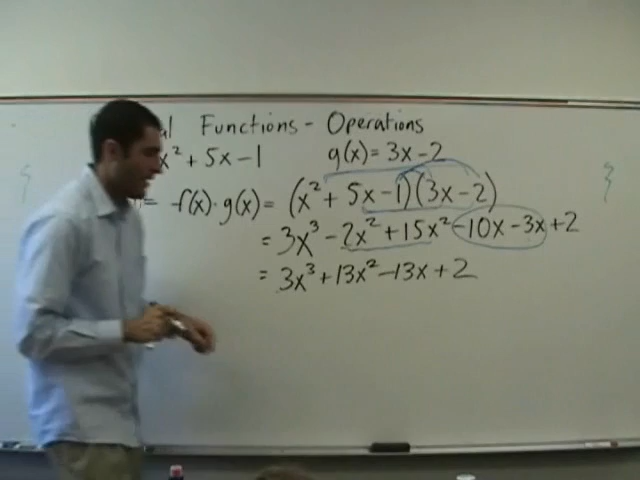 Functions - Operations
x² + 5x - 1 g(x) = 3x - 2
= f(x)·g(x) = (x² + 5x - 1)(3x - 2)
= 3x³ - 2x² + 15x² - 10x - 3x + 2
= 3x³ + 13x² - 13x + 2